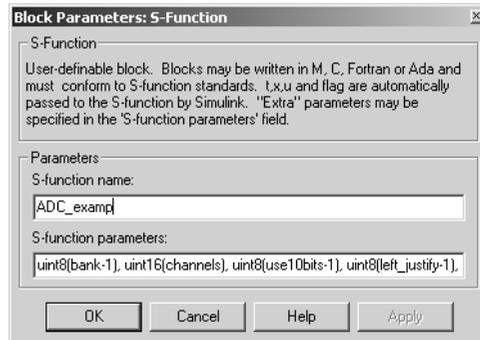 Block Parameters: S-Function
S-Function
User-definable block. Blocks may be written in M, C, Fortran or Ada and
must conform to S-function standards. t,x,u and flag are automatically
passed to the S-function by Simulink. "Extra" parameters may be
specified in the 'S-function parameters' field.
Parameters
S-function name:
ADC_examp
S-function parameters:
uint8(bank-1), uint16(channels), uint8(use10bits-1), uint8(left_justify-1),
OK Cancel Help Apply